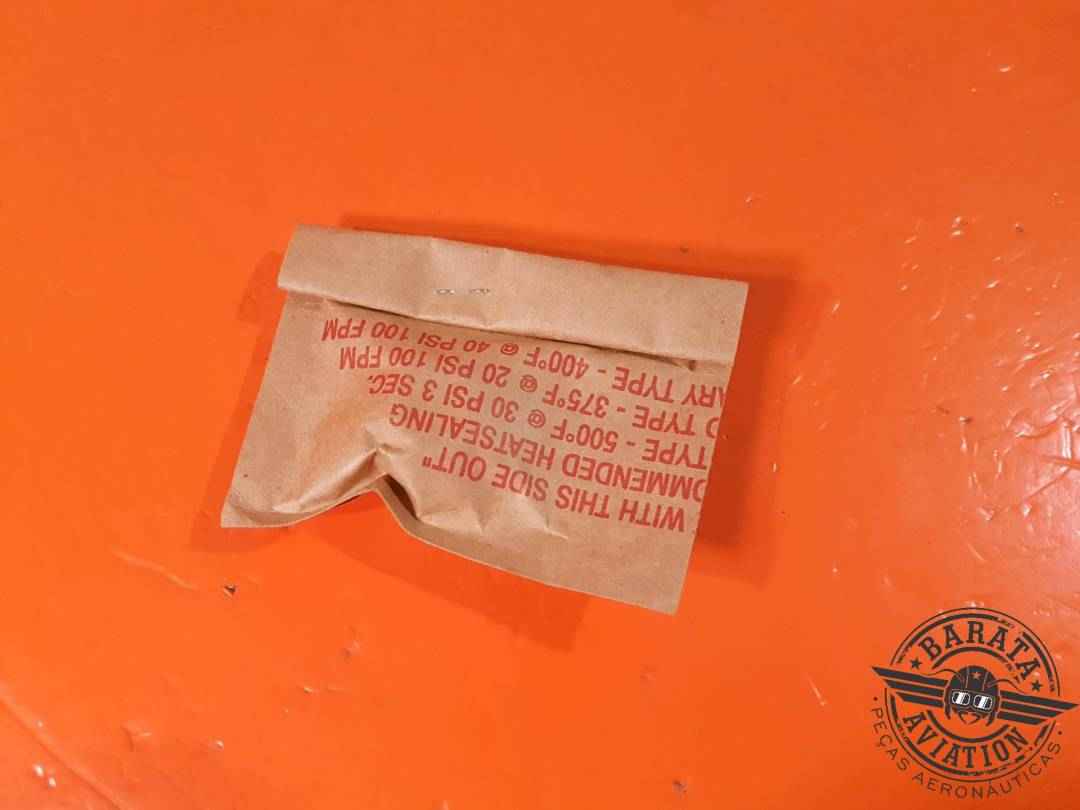 WITH THIS SIDE OUT"
OMMENDED HEATSEALING
TYPE - 500°F @ 30 PSI 3 SEC.
D TYPE - 375°F @ 20 PSI 100 FPM
ARY TYPE - 400°F @ 40 PSI 100 FPM
BARATA
AVIATION
PEÇAS AERONÁUTICAS